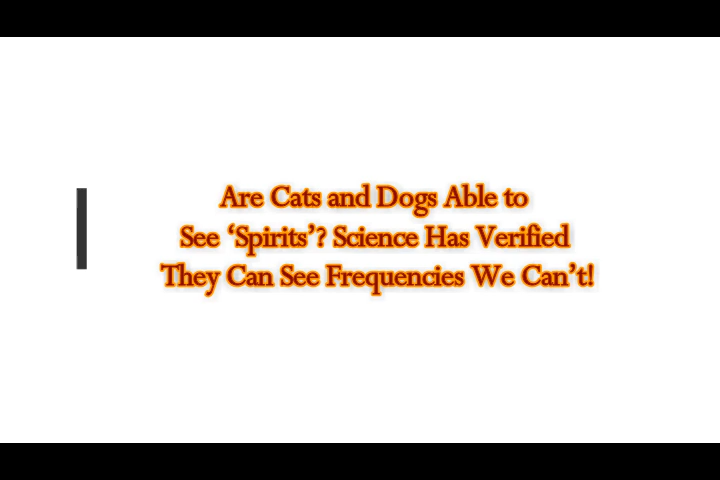 Are Cats and Dogs Able to
See ‘Spirits’? Science Has Verified
They Can See Frequencies We Can’t!